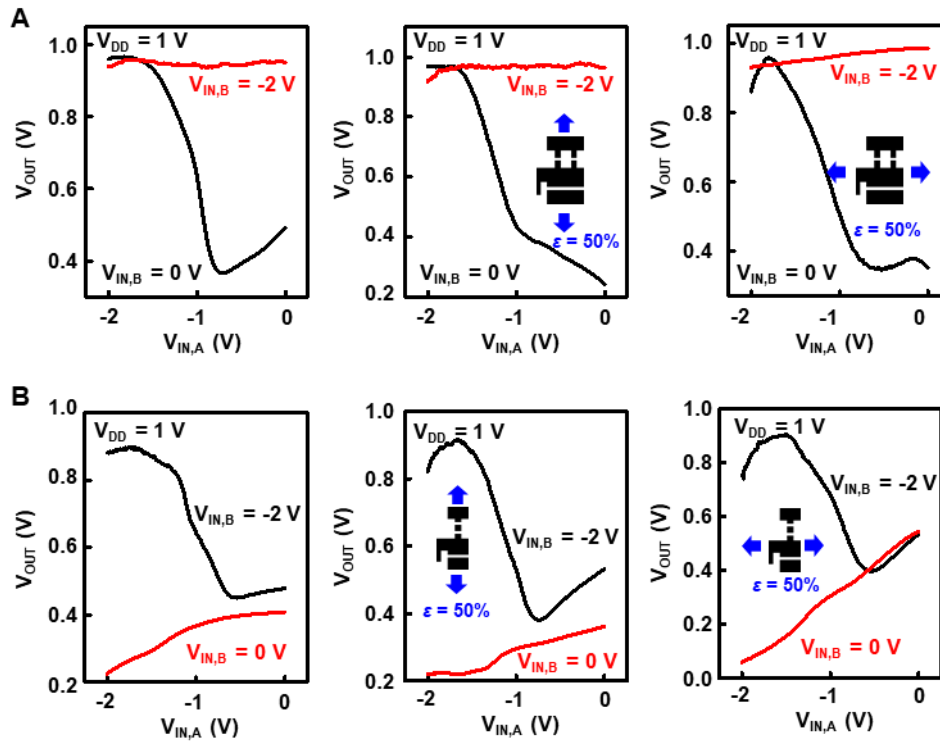 A
V_DD = 1 V
V_IN,B = -2 V
V_IN,B = 0 V
1.0
0.8
0.6
0.4
-2
-1
0
V_OUT (V)
V_IN,A (V)
V_DD = 1 V
V_IN,B = -2 V
ε = 50%
V_IN,B = 0 V
1.0
0.8
0.6
0.4
0.2
-2
-1
0
V_OUT (V)
V_IN,A (V)
V_DD = 1 V
V_IN,B = -2 V
ε = 50%
V_IN,B = 0 V
1.0
0.8
0.6
0.4
-2
-1
0
V_OUT (V)
V_IN,A (V)
B
V_DD = 1 V
V_IN,B = -2 V
V_IN,B = 0 V
1.0
0.8
0.6
0.4
0.2
-2
-1
0
V_OUT (V)
V_IN,A (V)
V_DD = 1 V
V_IN,B = -2 V
ε = 50%
V_IN,B = 0 V
1.0
0.8
0.6
0.4
0.2
-2
-1
0
V_OUT (V)
V_IN,A (V)
V_DD = 1 V
V_IN,B = -2 V
ε = 50%
V_IN,B = 0 V
1.0
0.8
0.6
0.4
0.2
0.0
-2
-1
0
V_OUT (V)
V_IN,A (V)